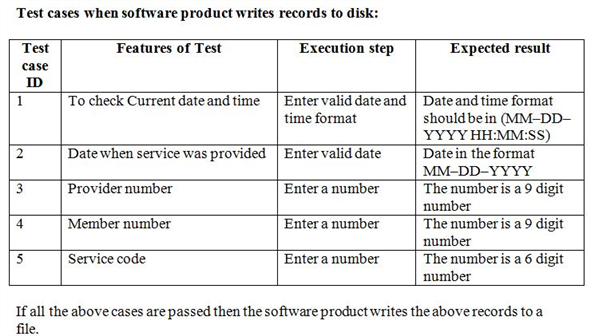 Test cases when software product writes records to disk:
Test case ID | Features of Test | Execution step | Expected result
1 | To check Current date and time | Enter valid date and time format | Date and time format should be in (MM–DD–YYYY HH:MM:SS)
2 | Date when service was provided | Enter valid date | Date in the format MM–DD–YYYY
3 | Provider number | Enter a number | The number is a 9 digit number
4 | Member number | Enter a number | The number is a 9 digit number
5 | Service code | Enter a number | The number is a 6 digit number
If all the above cases are passed then the software product writes the above records to a
file.